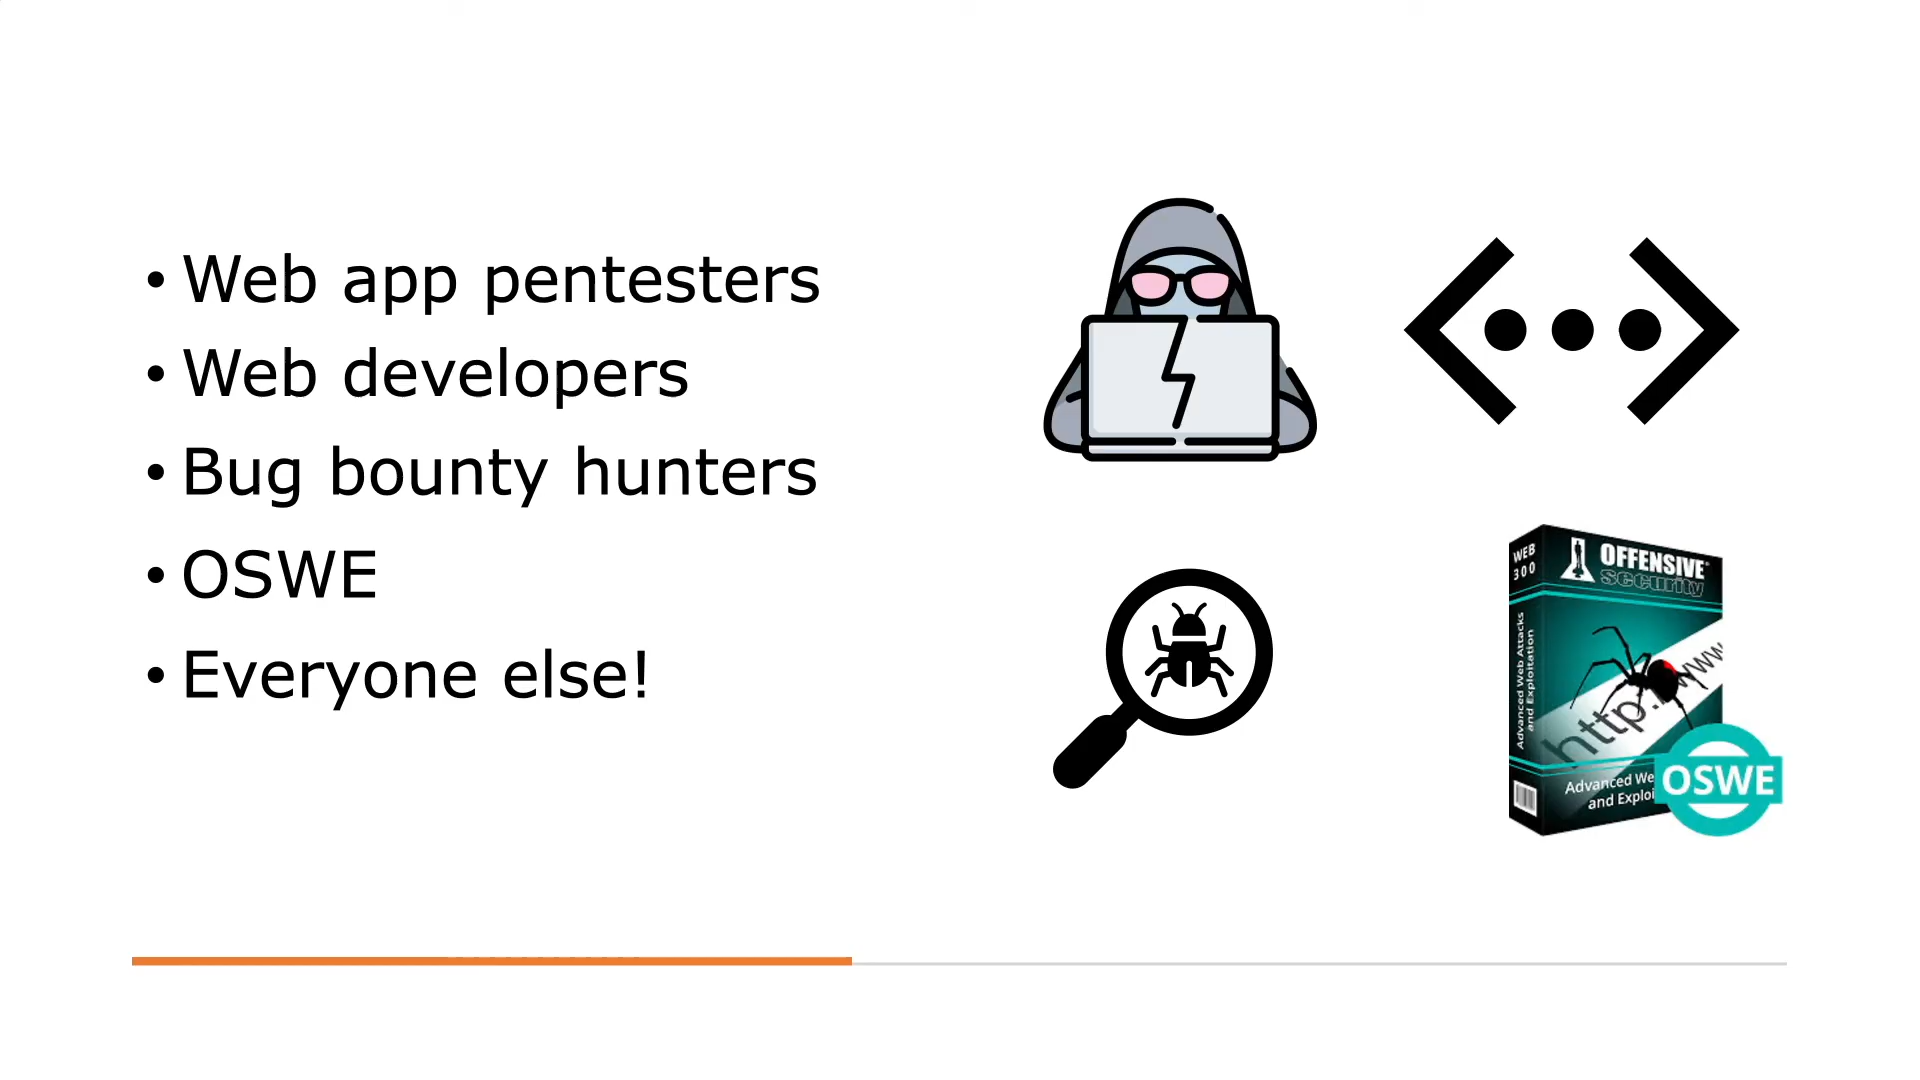 • Web app pentesters
• Web developers
• Bug bounty hunters
• OSWE
• Everyone else!
WEB
300
OFFENSIVE
security
Advanced Web Attacks
and Exploitation
http:
www
Advanced We
and Exploi
OSWE